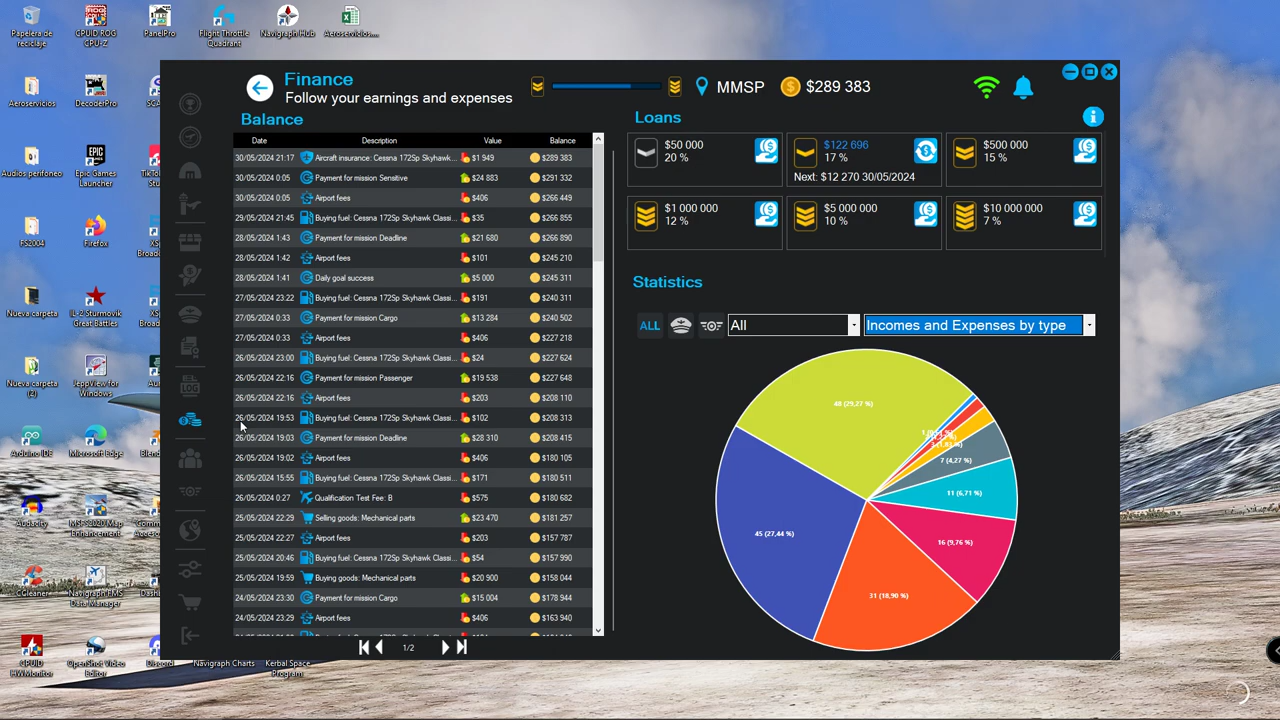 Papelera de
reciclaje
CPUID ROG
CPU-Z
PanelPro
Flight Throttle
Quadrant
Navigraph Hub
Aeroservicios....
Aeroservicios
DecoderPro
Audios perifoneo
Epic Games
Launcher
FS2004
Firefox
Nueva carpeta
IL-2 Sturmovik
Great Battles
Nueva carpeta
(2)
JeppView for
Windows
Arduino IDE
Microsoft Edge
Audacity
MSFS2020 Map
Enhancement
CCleaner
Navigraph FMS
Data Manager
CPUID
HWMonitor
OpenShot Video
Editor
Discord
Navigraph Charts
Kerbal Space
Program
Finance
Follow your earnings and expenses
MMSP
$289 383
Balance
Date Description Value Balance
30/05/2024 21:17 Aircraft insurance: Cessna 172Sp Skyhawk... $1 949 $289 383
30/05/2024 0:05 Payment for mission Sensitive $24 883 $291 332
30/05/2024 0:05 Airport fees $406 $266 449
29/05/2024 21:45 Buying fuel: Cessna 172Sp Skyhawk Classi... $35 $266 855
28/05/2024 1:43 Payment for mission Deadline $21 680 $266 890
28/05/2024 1:42 Airport fees $101 $245 210
28/05/2024 1:41 Daily goal success $5 000 $245 311
27/05/2024 23:22 Buying fuel: Cessna 172Sp Skyhawk Classi... $191 $240 311
27/05/2024 0:33 Payment for mission Cargo $13 284 $240 502
27/05/2024 0:33 Airport fees $406 $227 218
26/05/2024 23:00 Buying fuel: Cessna 172Sp Skyhawk Classi... $24 $227 624
26/05/2024 22:16 Payment for mission Passenger $19 538 $227 648
26/05/2024 22:16 Airport fees $203 $208 110
26/05/2024 19:53 Buying fuel: Cessna 172Sp Skyhawk Classi... $102 $208 313
26/05/2024 19:03 Payment for mission Deadline $28 310 $208 415
26/05/2024 19:02 Airport fees $406 $180 105
26/05/2024 15:55 Buying fuel: Cessna 172Sp Skyhawk Classi... $171 $180 511
26/05/2024 0:27 Qualification Test Fee: B $575 $180 682
25/05/2024 22:29 Selling goods: Mechanical parts $23 470 $181 257
25/05/2024 22:27 Airport fees $203 $157 787
25/05/2024 20:46 Buying fuel: Cessna 172Sp Skyhawk Classi... $54 $157 990
25/05/2024 19:59 Buying goods: Mechanical parts $20 900 $158 044
24/05/2024 23:30 Payment for mission Cargo $15 004 $178 944
24/05/2024 23:29 Airport fees $406 $163 940
1/2
Loans
$50 000
20 %
$122 696
17 %
Next: $12 270 30/05/2024
$500 000
15 %
$1 000 000
12 %
$5 000 000
10 %
$10 000 000
7 %
Statistics
ALL
All
Incomes and Expenses by type
48 (29,27 %)
7 (4,27 %)
11 (6,71 %)
45 (27,44 %)
16 (9,76 %)
31 (18,90 %)
LOG